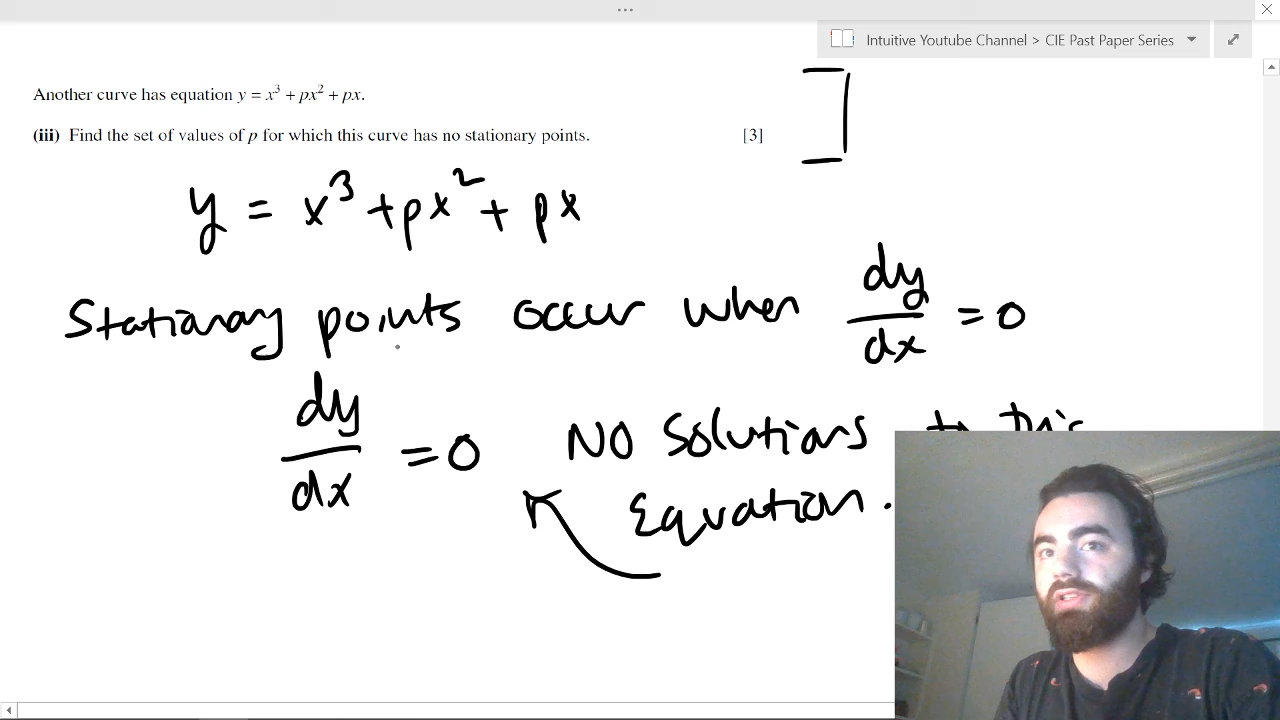 Intuitive Youtube Channel > CIE Past Paper Series
Another curve has equation y = x³ + px² + px.
(iii) Find the set of values of p for which this curve has no stationary points. [3]
y = x³ + px² + px
Stationary points occur when dy/dx = 0
dy/dx = 0 No solutions to this
Equation.